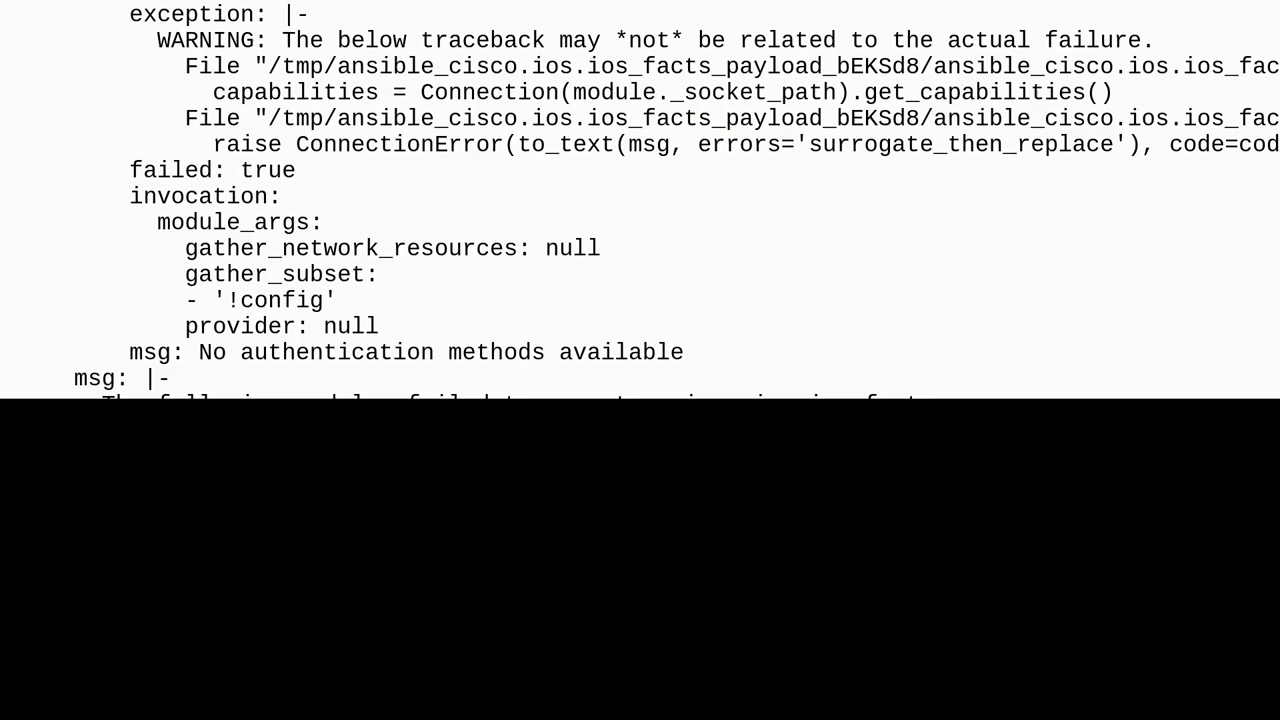 exception: |-
WARNING: The below traceback may *not* be related to the actual failure.
File "/tmp/ansible_cisco.ios.ios_facts_payload_bEKSd8/ansible_cisco.ios.ios_fac
capabilities = Connection(module._socket_path).get_capabilities()
File "/tmp/ansible_cisco.ios.ios_facts_payload_bEKSd8/ansible_cisco.ios.ios_fac
raise ConnectionError(to_text(msg, errors='surrogate_then_replace'), code=cod
failed: true
invocation:
module_args:
gather_network_resources: null
gather_subset:
- '!config'
provider: null
msg: No authentication methods available
msg: |-